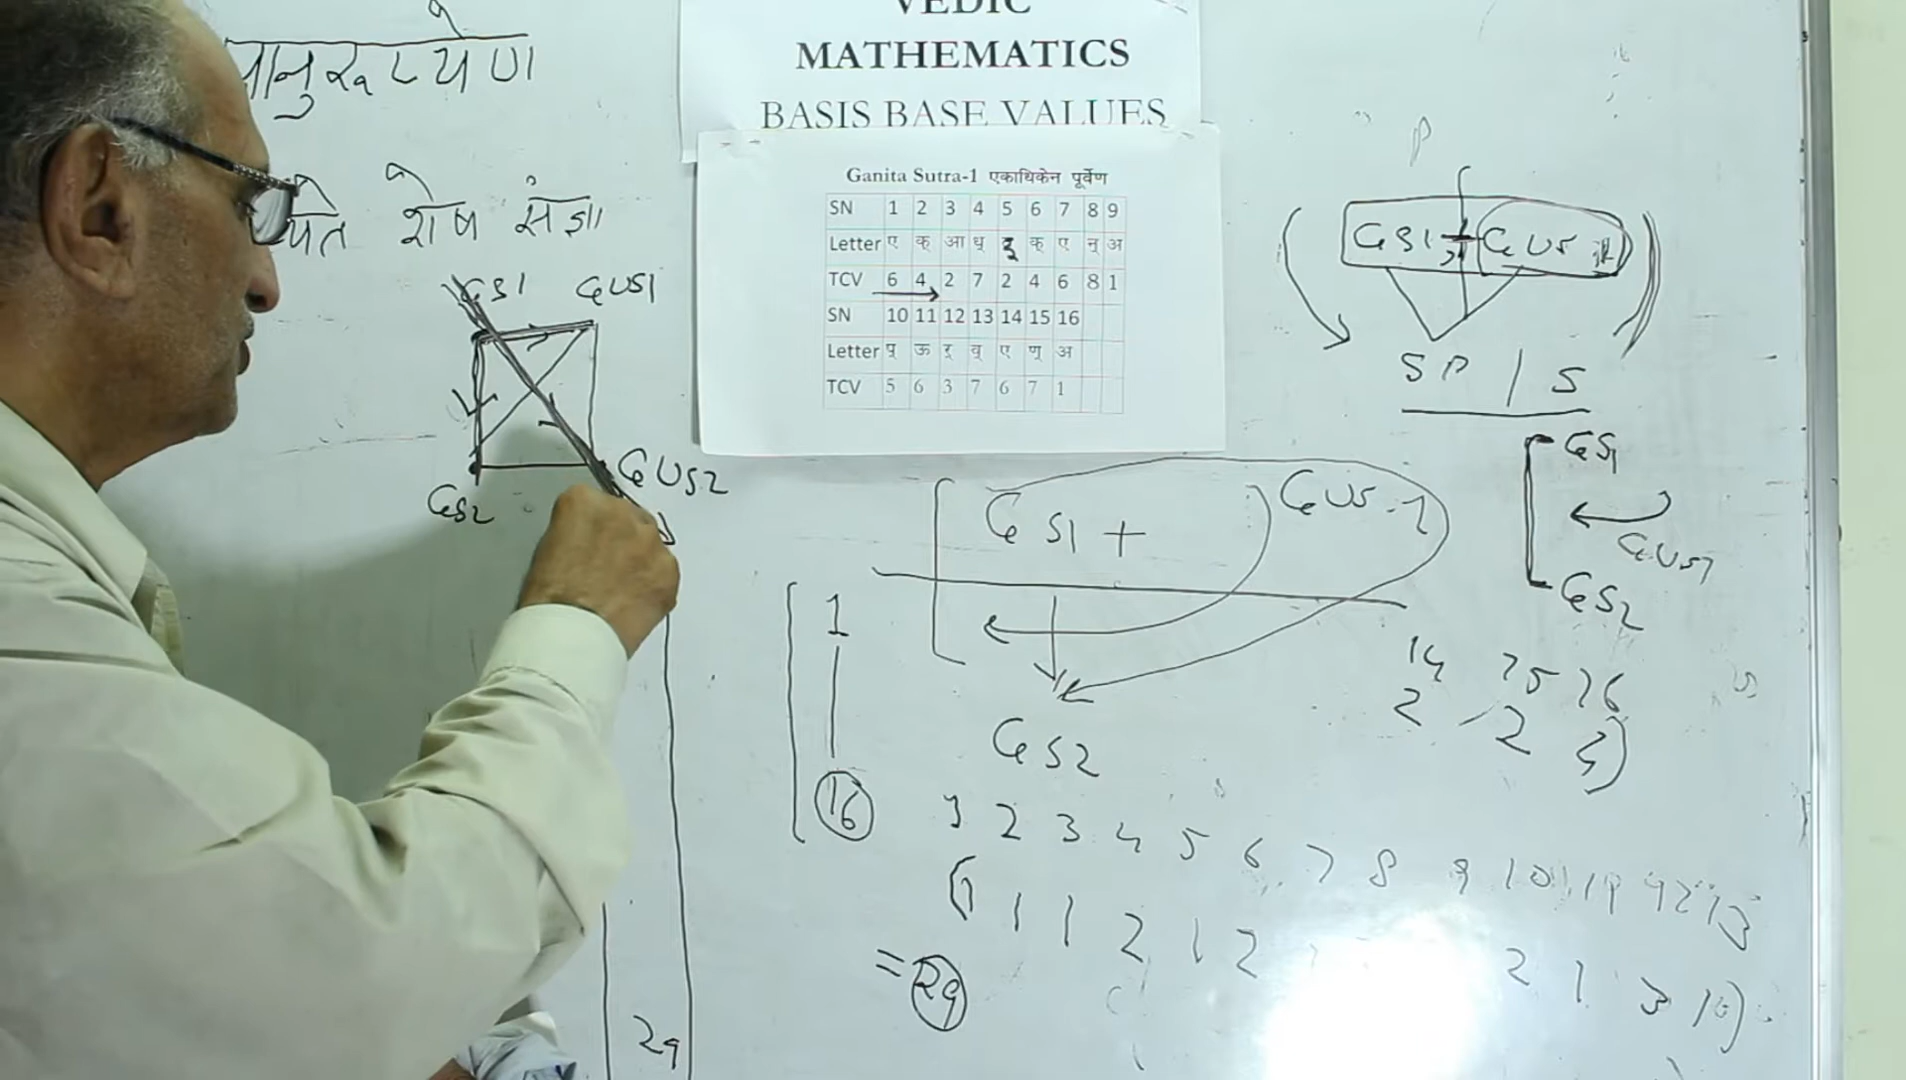 शेष संज्ञा
GS1 GUS1
GS2 GUS2
29
VEDIC
MATHEMATICS
BASIS BASE VALUES
Ganita Sutra-1 एकाधिकेन पूर्वेण
SN 1 2 3 4 5 6 7 8 9
Letter ए क् आ ध् इ क् ए न् अ
TCV 6 4 2 7 2 4 6 8 1
SN 10 11 12 13 14 15 16
Letter प् ऊ र् व् ए ण् अ
TCV 5 6 3 7 6 7 1
GS1 + GUS-1
SP / S
GS1
GUS1
GS2
GS1 + GUS-1
GS2
1
16
14 15 16
2 2
1 2 3 4 5 6 7 8 9 10 11 12 13
1 1 1 2 1 2 2 1 3
= 29